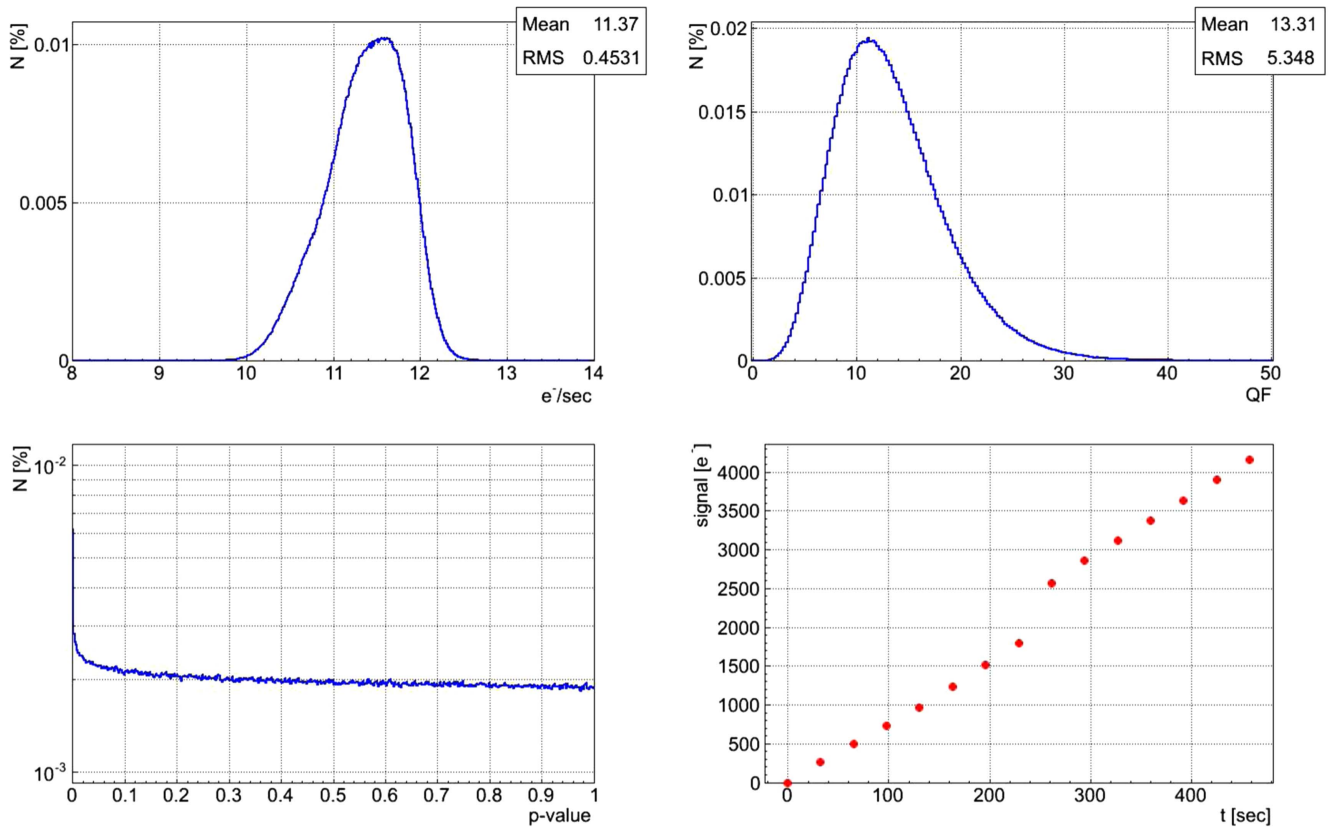 N [%]
Mean 11.37
RMS 0.4531
0.01
0.005
0
8 9 10 11 12 13 14
e⁻/sec
N [%]
Mean 13.31
RMS 5.348
0.02
0.015
0.01
0.005
0
0 10 20 30 40 50
QF
N [%]
10⁻²
10⁻³
0 0.1 0.2 0.3 0.4 0.5 0.6 0.7 0.8 0.9 1
p-value
signal [e⁻]
4000
3500
3000
2500
2000
1500
1000
500
0
0 100 200 300 400
t [sec]